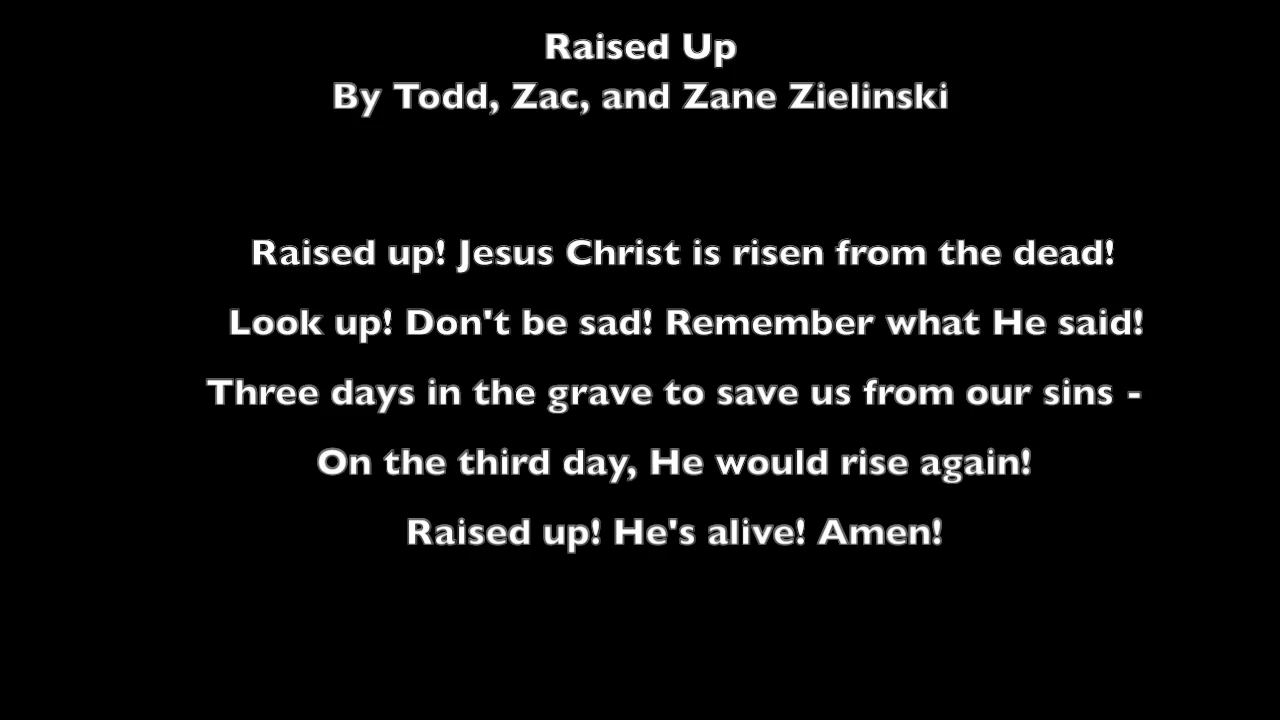 Raised Up
By Todd, Zac, and Zane Zielinski
Raised up! Jesus Christ is risen from the dead!
Look up! Don't be sad! Remember what He said!
Three days in the grave to save us from our sins -
On the third day, He would rise again!
Raised up! He's alive! Amen!